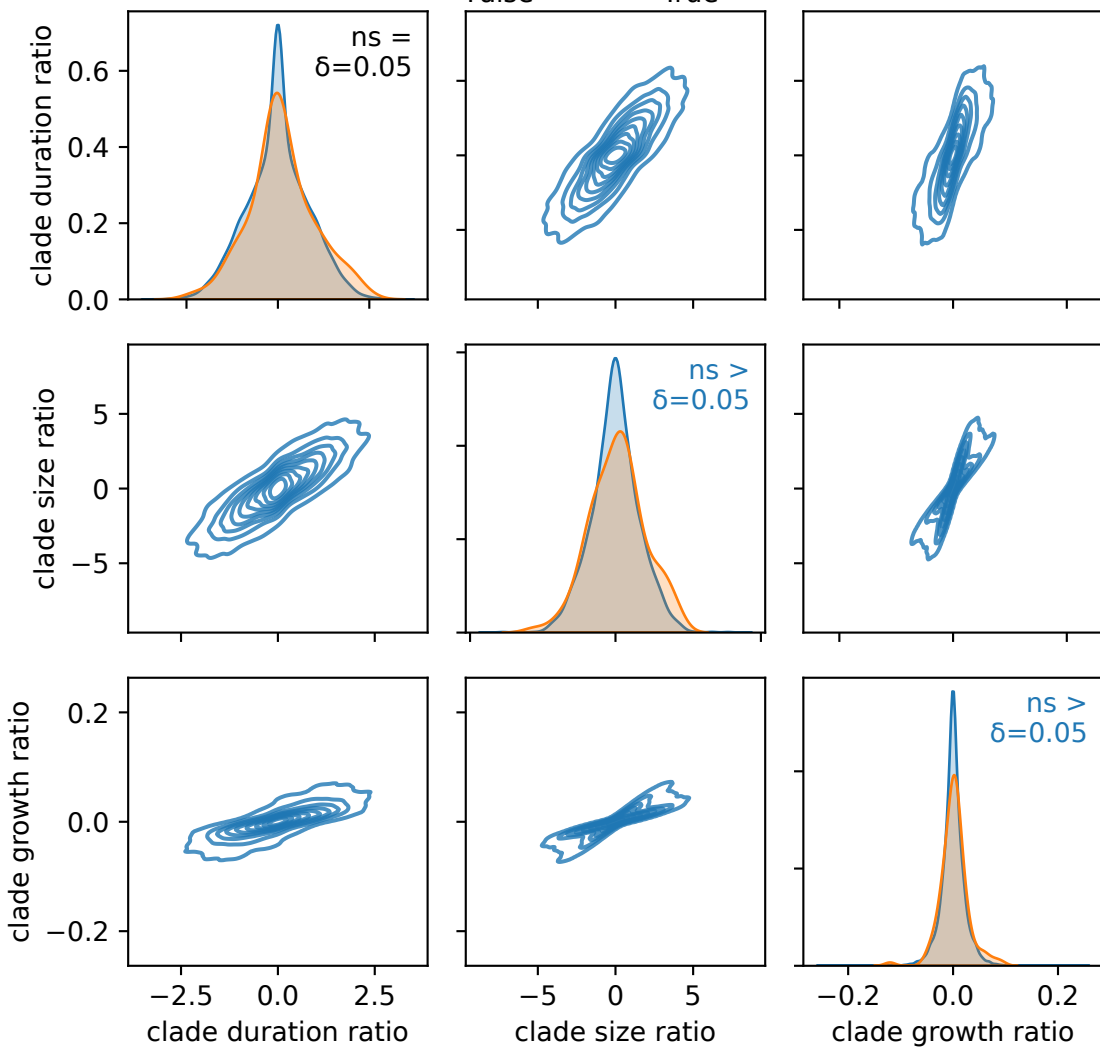 clade duration ratio
0.6
0.4
0.2
0.0
ns =
δ=0.05
clade size ratio
5
0
−5
ns >
δ=0.05
clade growth ratio
0.2
0.0
−0.2
ns >
δ=0.05
−2.5 0.0 2.5
−5 0 5
−0.2 0.0 0.2
clade duration ratio
clade size ratio
clade growth ratio